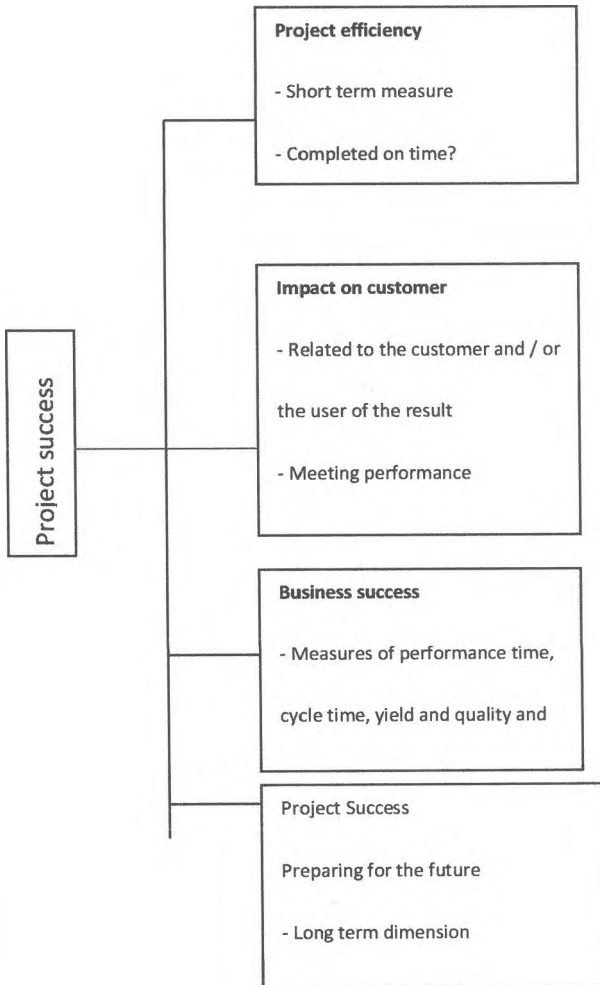 Project success
Project efficiency
- Short term measure
- Completed on time?
Impact on customer
- Related to the customer and / or
the user of the result
- Meeting performance
Business success
- Measures of performance time,
cycle time, yield and quality and
Project Success
Preparing for the future
- Long term dimension